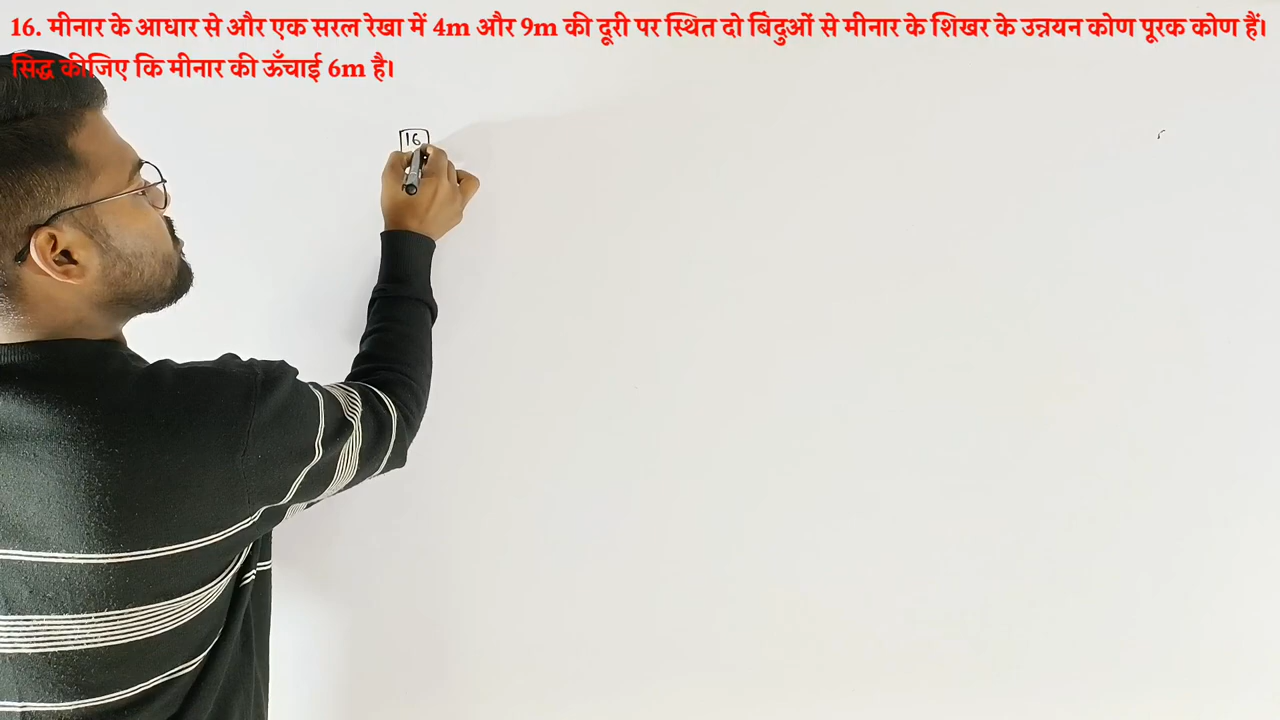 16. मीनार के आधार से और एक सरल रेखा में 4m और 9m की दूरी पर स्थित दो बिंदुओं से मीनार के शिखर के उन्नयन कोण पूरक कोण हैं।
सिद्ध कीजिए कि मीनार की ऊँचाई 6m है।
16